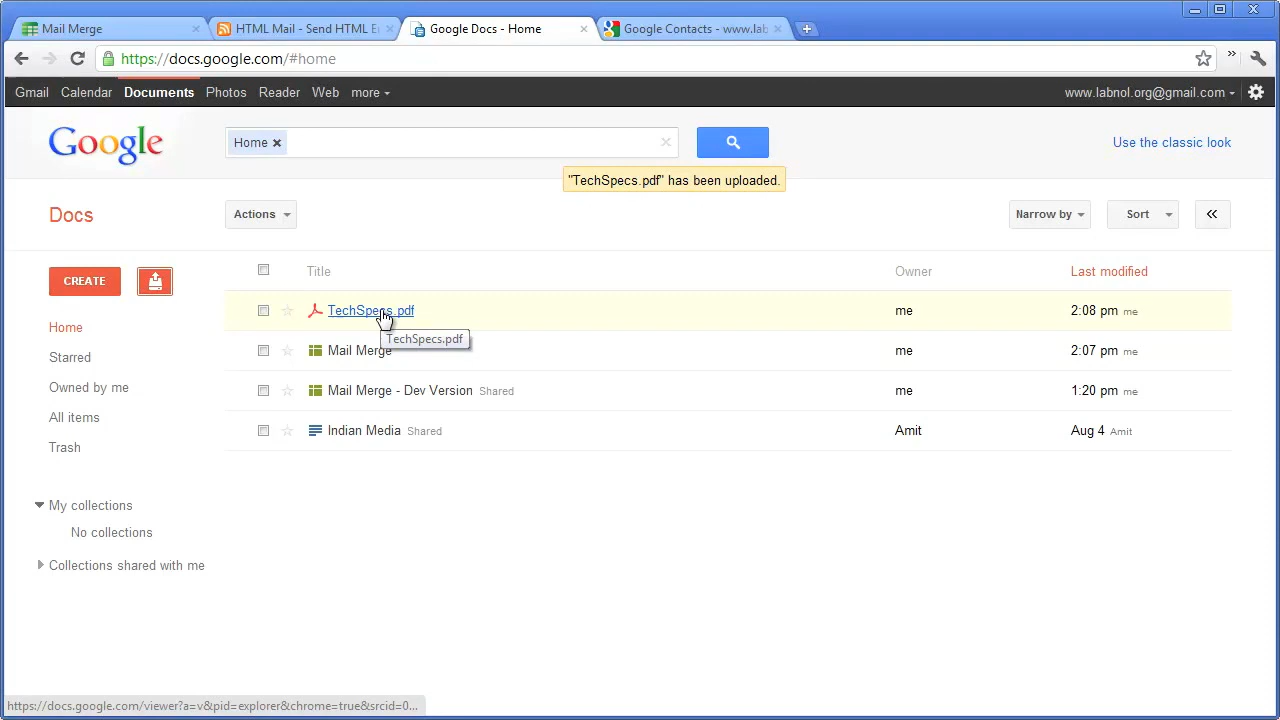 Mail Merge
HTML Mail - Send HTML E
Google Docs - Home
Google Contacts - www.lab
https://docs.google.com/#home
Gmail Calendar Documents Photos Reader Web more
www.labnol.org@gmail.com
Google
Home
Use the classic look
"TechSpecs.pdf" has been uploaded.
Docs
Actions
Narrow by
Sort
CREATE
Title Owner Last modified
TechSpecs.pdf me 2:08 pm me
TechSpecs.pdf
Mail Merge me 2:07 pm me
Mail Merge - Dev Version Shared me 1:20 pm me
Indian Media Shared Amit Aug 4 Amit
Home
Starred
Owned by me
All items
Trash
My collections
No collections
Collections shared with me
https://docs.google.com/viewer?a=v&pid=explorer&chrome=true&srcid=0...